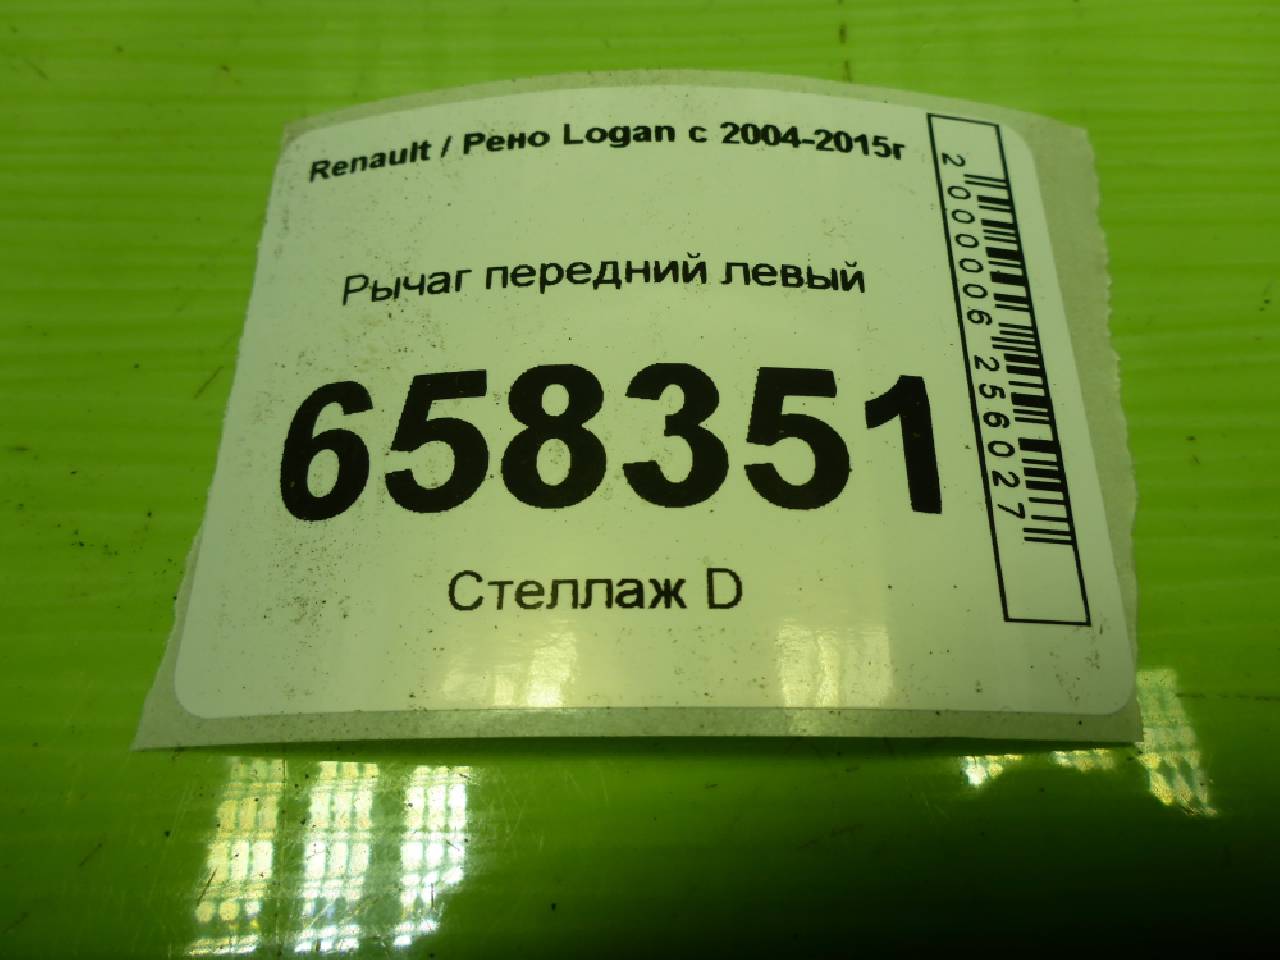 Renault / Рено Logan с 2004-2015г
Рычаг передний левый
658351
Стеллаж D
2000006256027